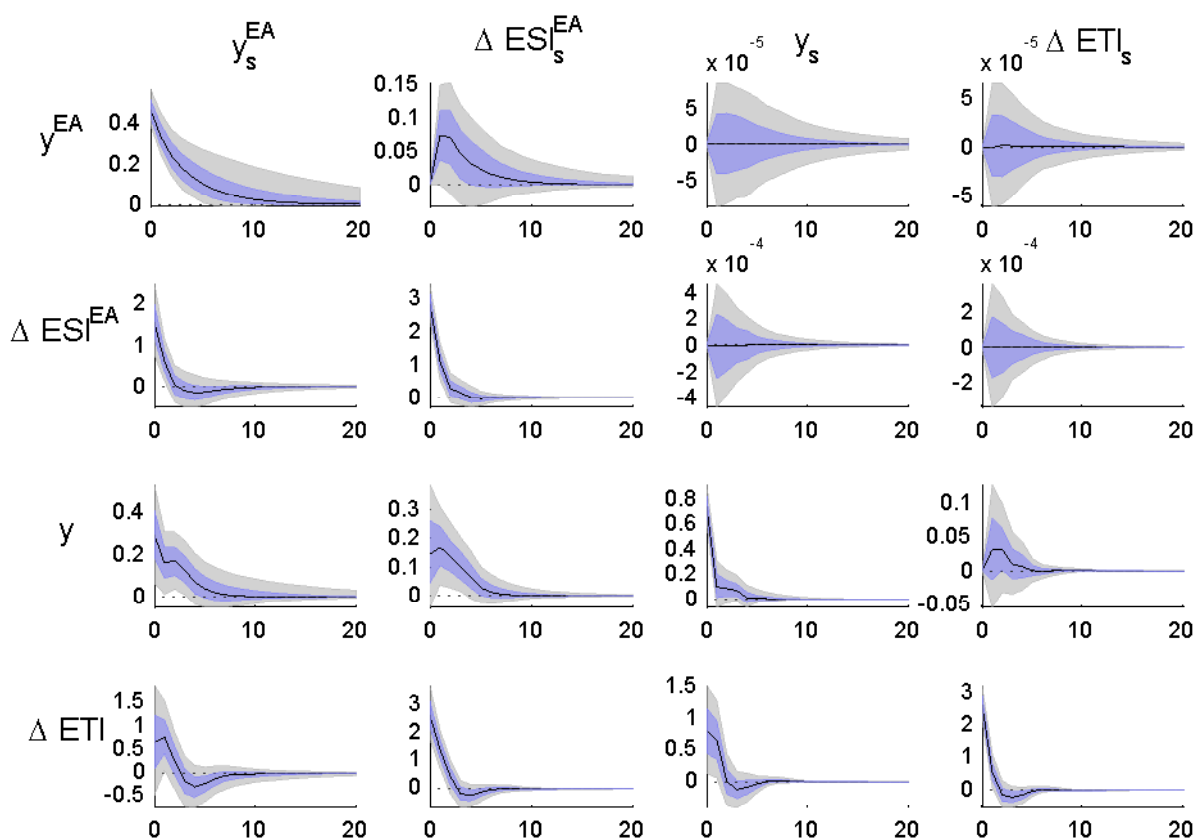 y_s^EA Δ ESI_s^EA y_s Δ ETI_s
x 10^-5 x 10^-5
y^EA
0.4 0.2 0
0.15 0.1 0.05 0
5 0 -5
5 0 -5
0 10 20 0 10 20 0 10 20 0 10 20
x 10^-4 x 10^-4
Δ ESI^EA
2 1 0
3 2 1 0
4 2 0 -2 -4
2 0 -2
0 10 20 0 10 20 0 10 20 0 10 20
y
0.4 0.2 0
0.3 0.2 0.1 0
0.8 0.6 0.4 0.2 0
0.1 0.05 0 -0.05
0 10 20 0 10 20 0 10 20 0 10 20
Δ ETI
1.5 1 0.5 0 -0.5
3 2 1 0
1.5 1 0.5 0
3 2 1 0
0 10 20 0 10 20 0 10 20 0 10 20